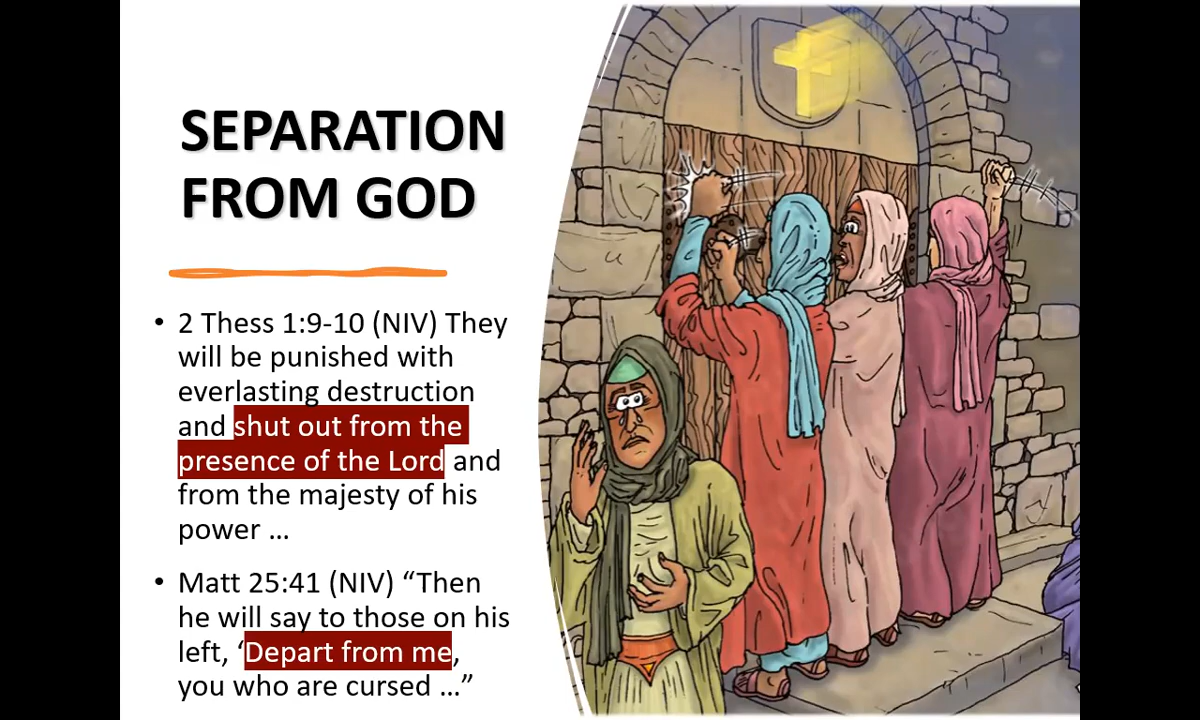 SEPARATION
FROM GOD
• 2 Thess 1:9-10 (NIV) They
will be punished with
everlasting destruction
and shut out from the
presence of the Lord and
from the majesty of his
power …
• Matt 25:41 (NIV) “Then
he will say to those on his
left, ‘Depart from me,
you who are cursed …”